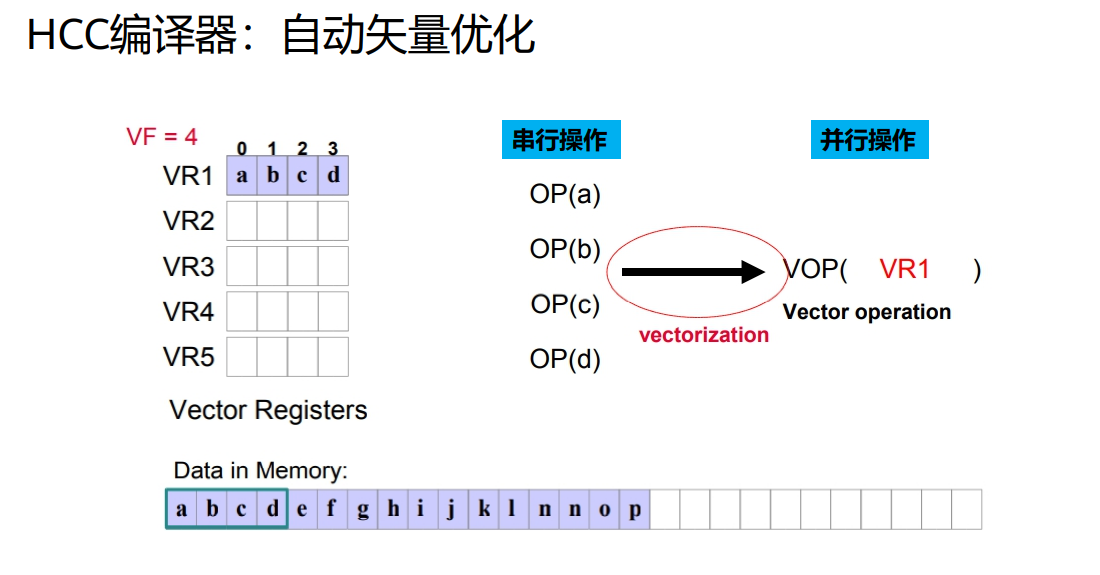 HCC编译器：自动矢量优化
VF = 4
0 1 2 3
VR1 a b c d
VR2
VR3
VR4
VR5
Vector Registers
串行操作
OP(a)
OP(b)
OP(c)
OP(d)
vectorization
并行操作
VOP( VR1 )
Vector operation
Data in Memory:
a b c d e f g h i j k l n n o p